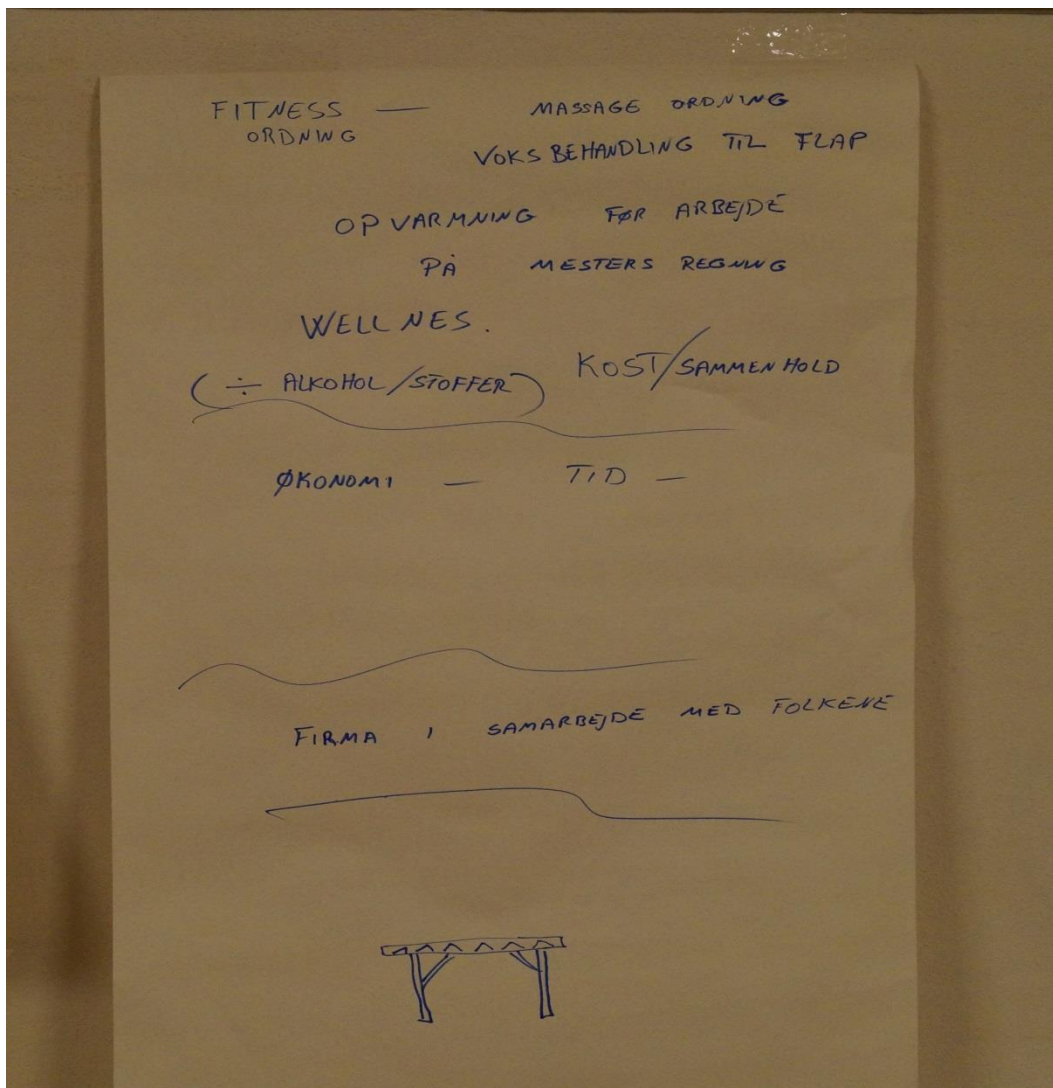 FITNESS — MASSAGE ORDNING
ORDNING
VOKSBEHANDLING TIL FLAP
OPVARMNING FØR ARBEJDE
PÅ MESTERS REGNING
WELLNES.
(÷ ALKOHOL/STOFFER) KOST/SAMMENHOLD
ØKONOMI — TID —
FIRMA I SAMARBEJDE MED FOLKENE